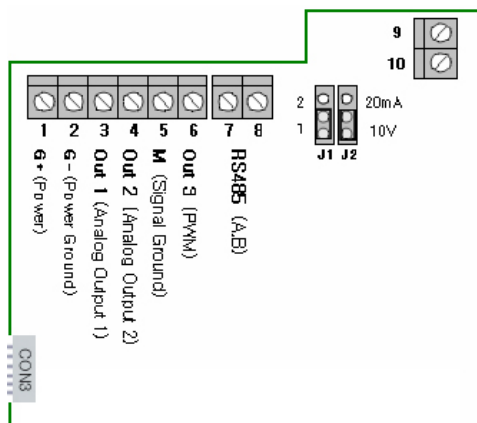 9
10
2
20mA
1
10V
J1
J2
1
2
3
4
5
6
7
8
G+ (Power)
G- (Power Ground)
Out 1 (Analog Output 1)
Out 2 (Analog Output 2)
M (Signal Ground)
Out 3 (PWM)
RS485 (A,B)
CON3